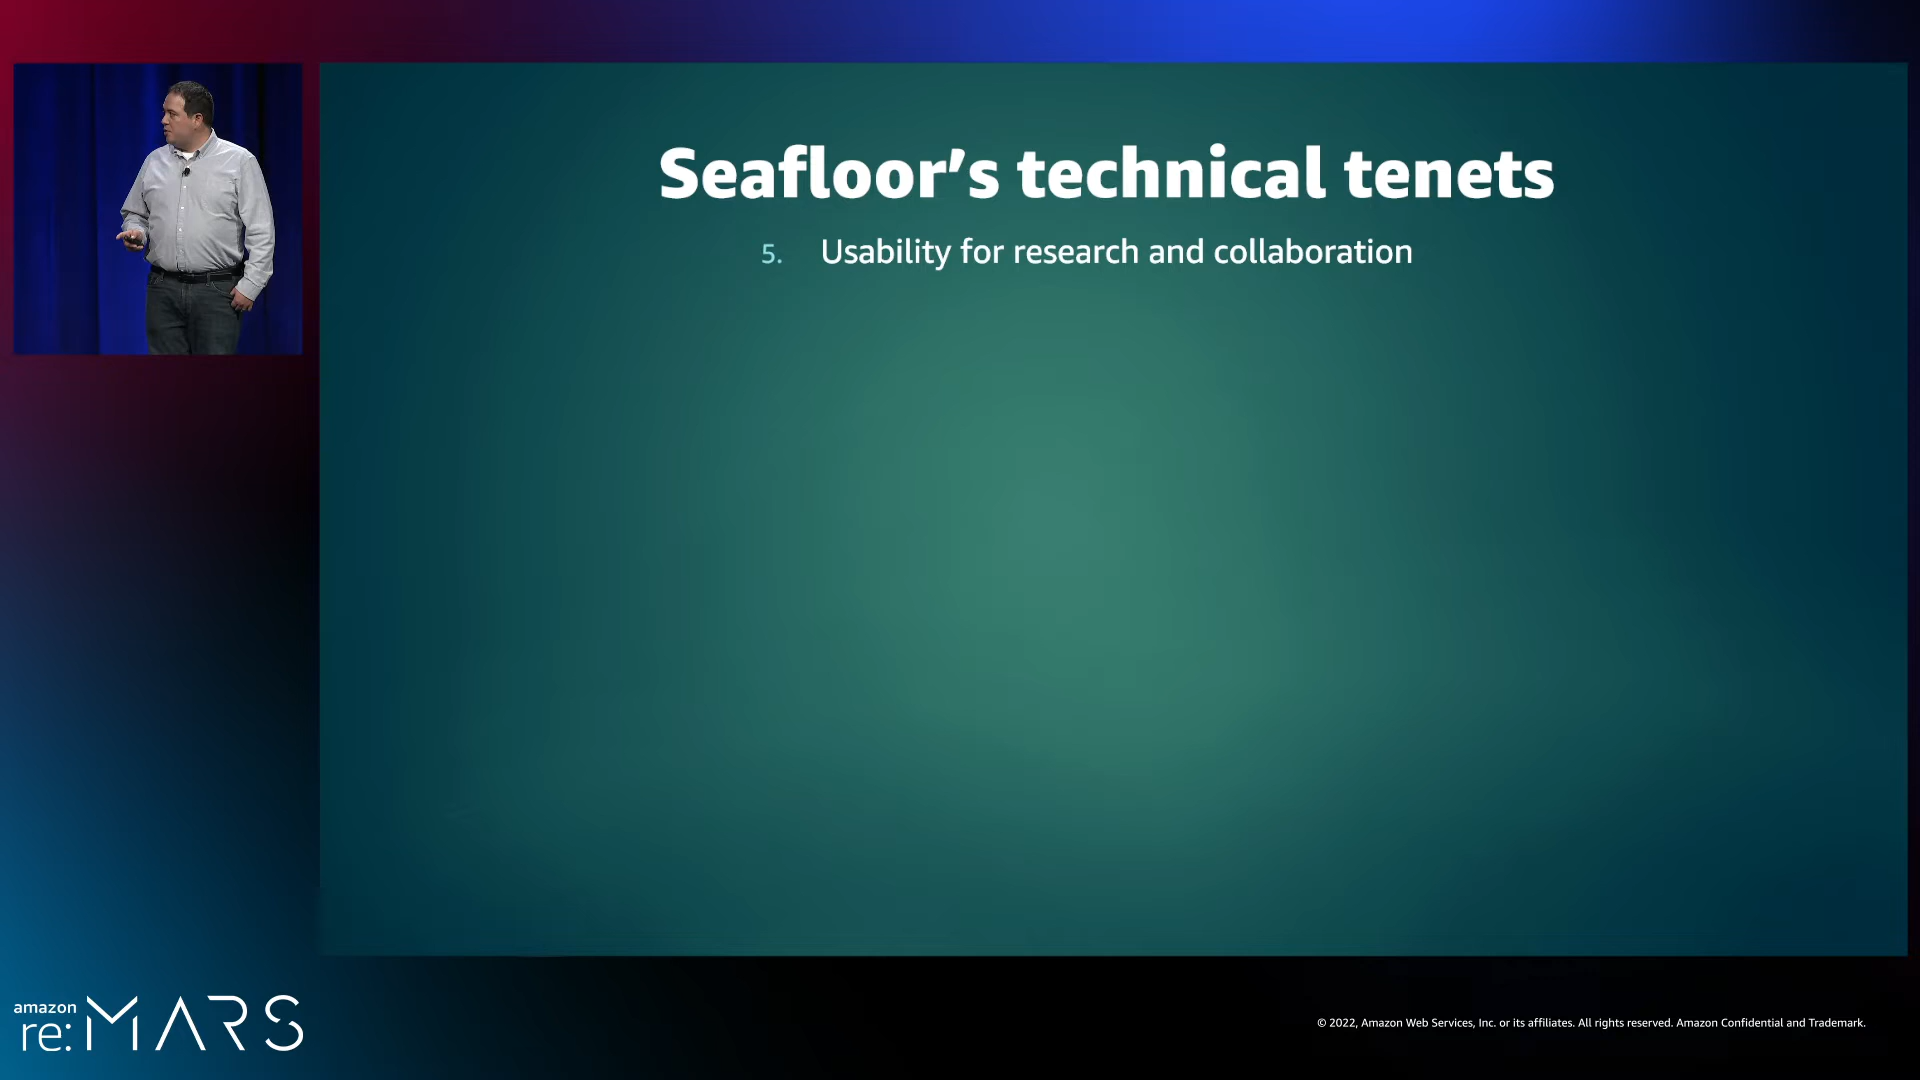 Seafloor’s technical tenets
5. Usability for research and collaboration
amazon
re:MARS
© 2022, Amazon Web Services, Inc. or its affiliates. All rights reserved. Amazon Confidential and Trademark.